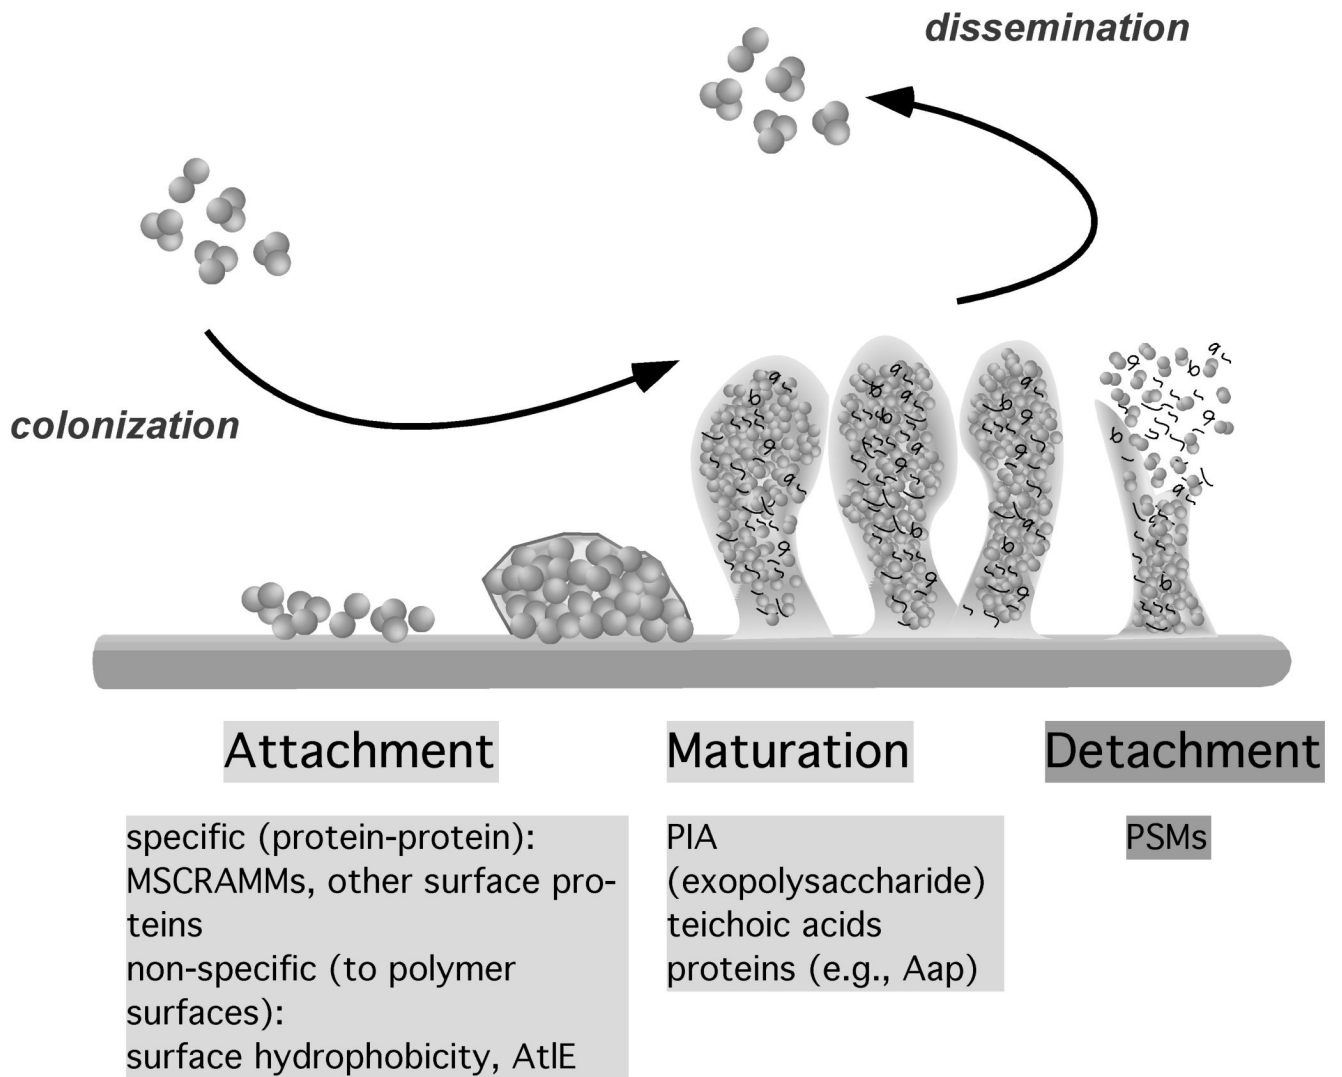 dissemination
colonization
Attachment
Maturation
Detachment
specific (protein-protein):
MSCRAMMs, other surface pro-
teins
non-specific (to polymer
surfaces):
surface hydrophobicity, AtlE
PIA
(exopolysaccharide)
teichoic acids
proteins (e.g., Aap)
PSMs